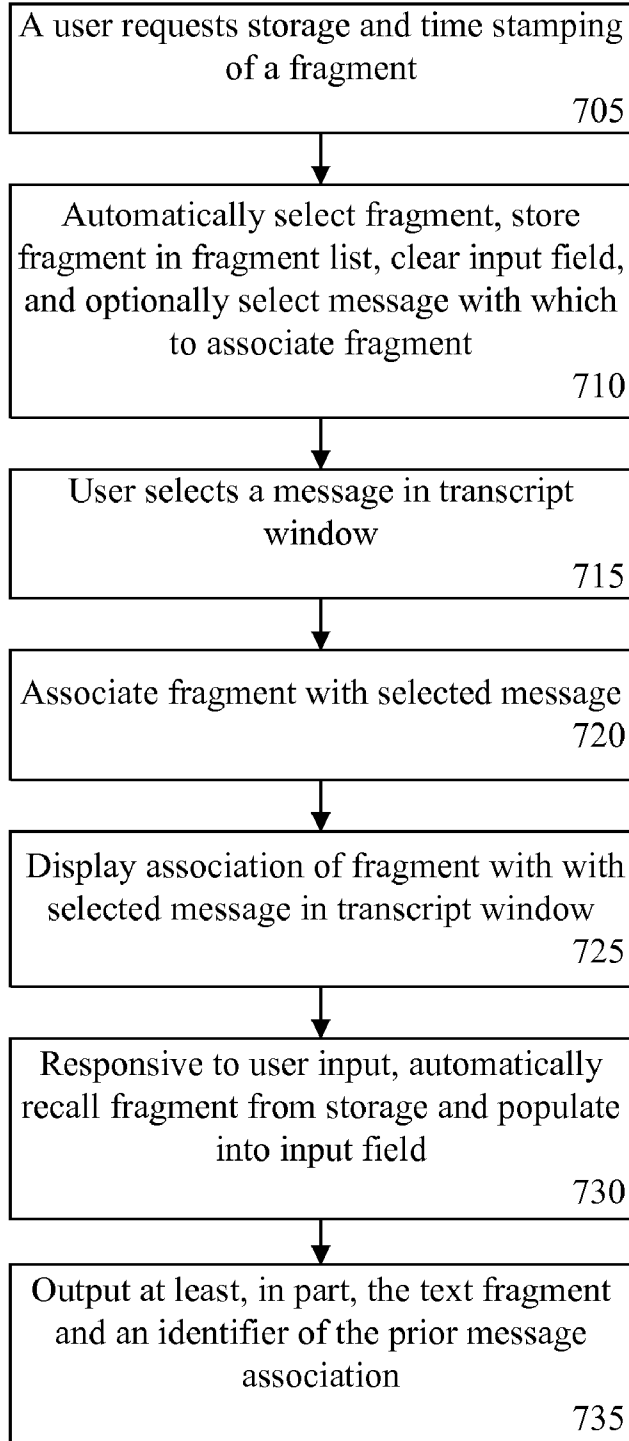 A user requests storage and time stamping
of a fragment
705
Automatically select fragment, store
fragment in fragment list, clear input field,
and optionally select message with which
to associate fragment
710
User selects a message in transcript
window
715
Associate fragment with selected message
720
Display association of fragment with with
selected message in transcript window
725
Responsive to user input, automatically
recall fragment from storage and populate
into input field
730
Output at least, in part, the text fragment
and an identifier of the prior message
association
735